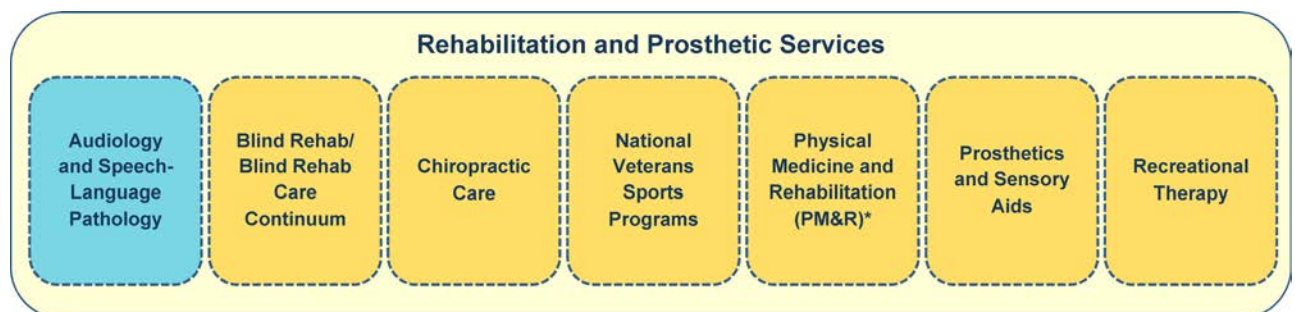 Rehabilitation and Prosthetic Services
Audiology
and Speech-
Language
Pathology
Blind Rehab/
Blind Rehab
Care
Continuum
Chiropractic
Care
National
Veterans
Sports
Programs
Physical
Medicine and
Rehabilitation
(PM&R)*
Prosthetics
and Sensory
Aids
Recreational
Therapy